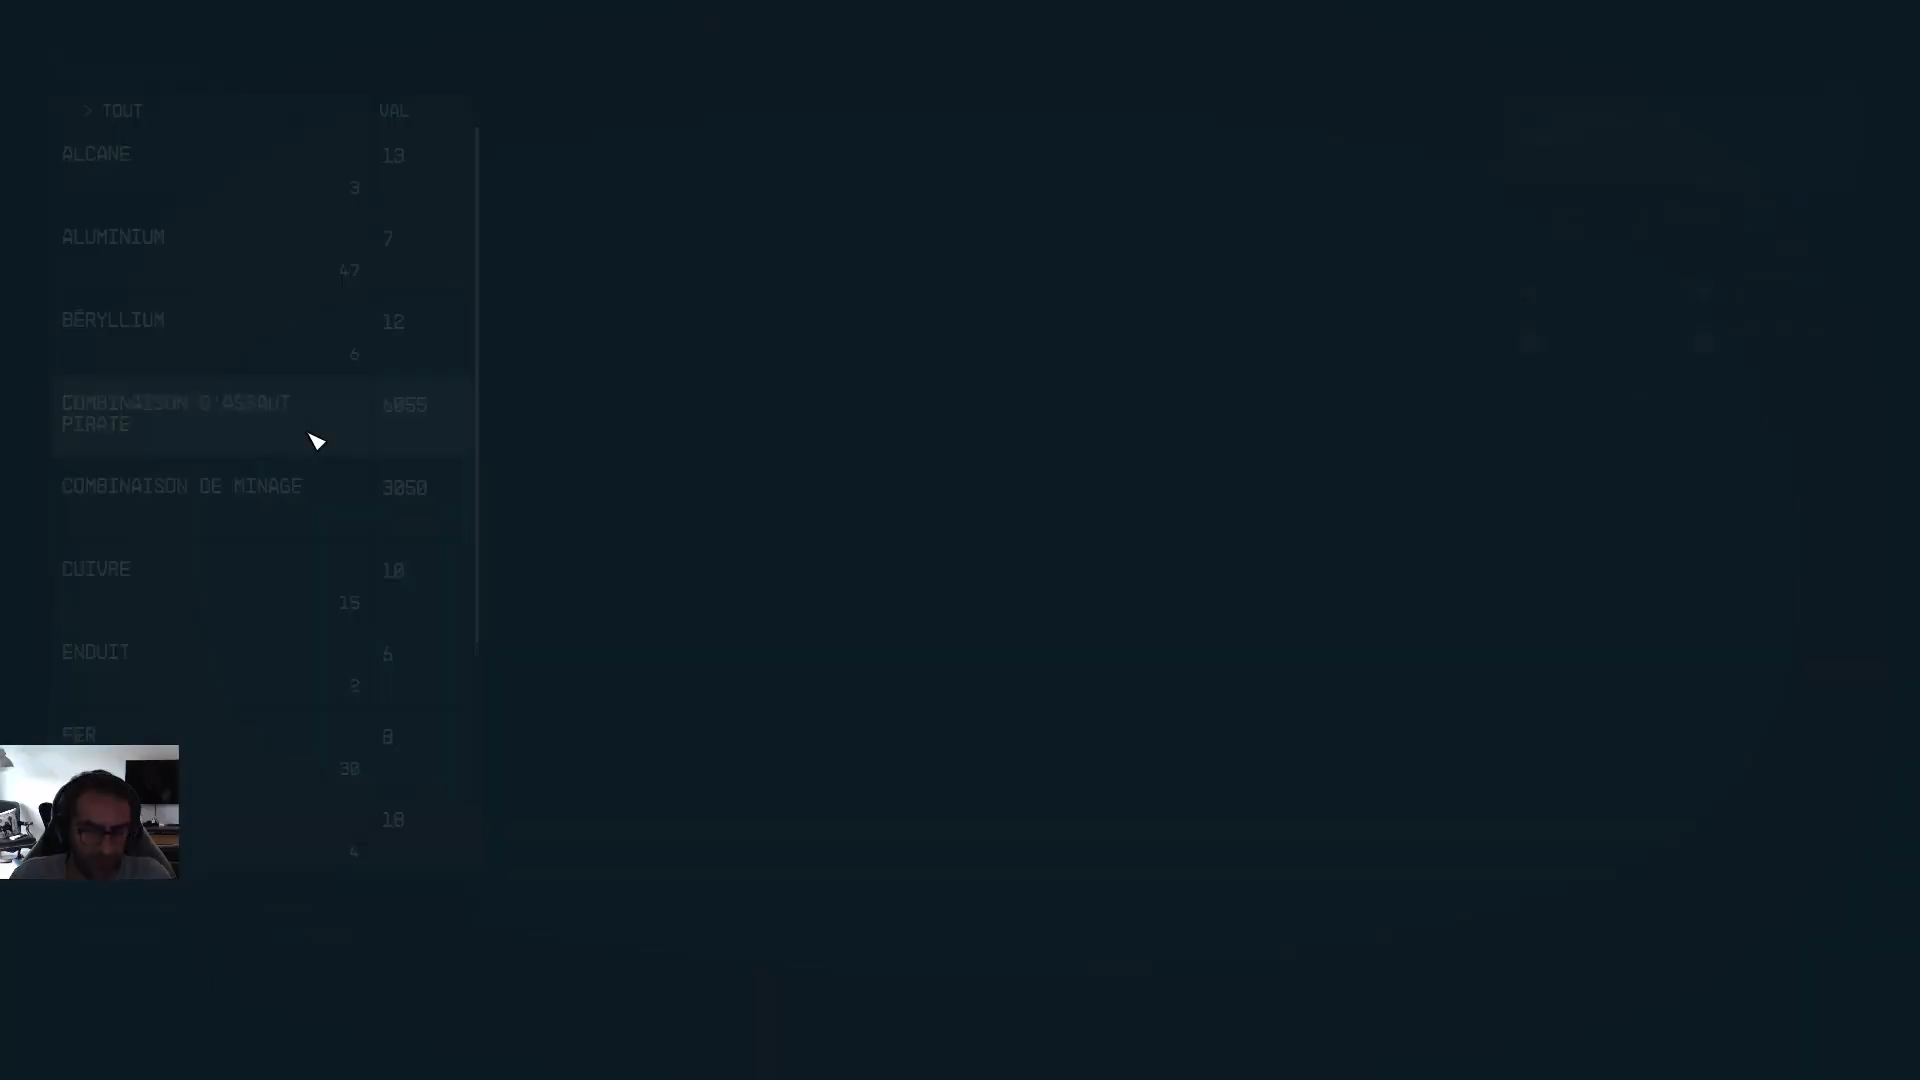 > TOUT VAL
ALCANE 13
3
ALUMINIUM 7
47
BÉRYLLIUM 12
6
COMBINAISON D'ASSAUT 6055
PIRATE
COMBINAISON DE MINAGE 3050
CUIVRE 10
15
ENDUIT 6
2
FER 8
30
18
4